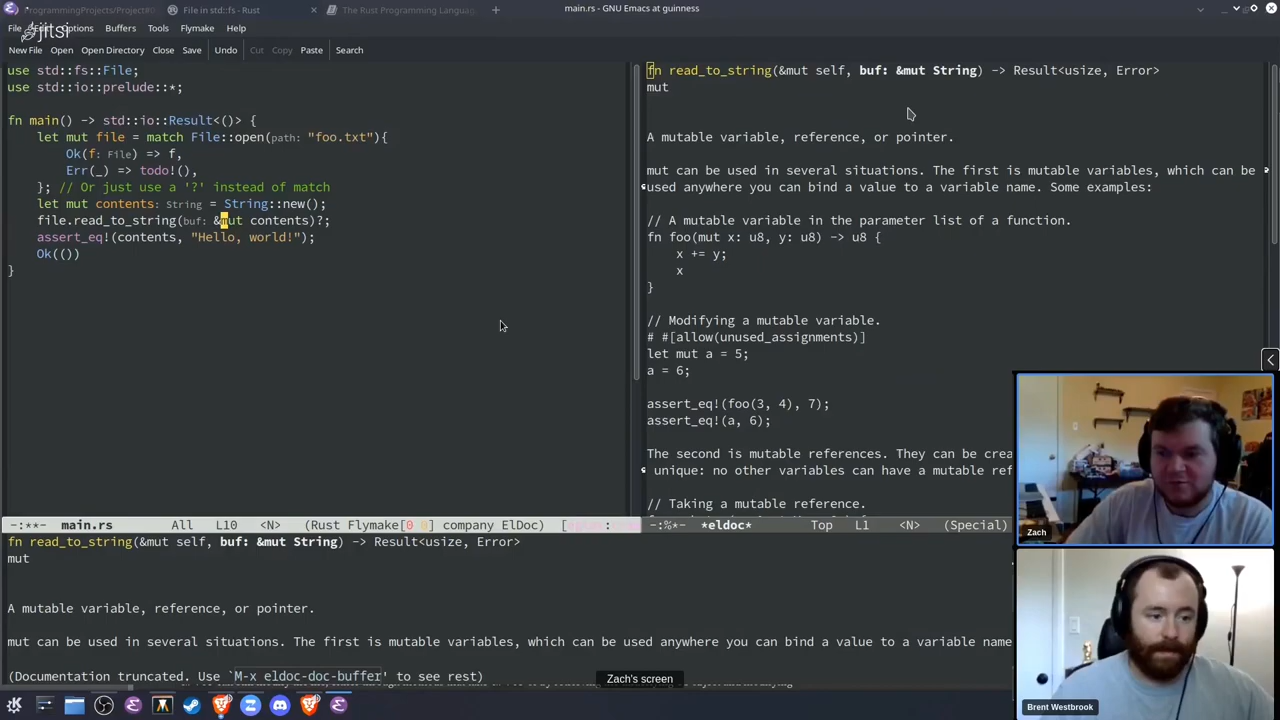 ProgrammingProjects/Project#0
File in std::fs - Rust
The Rust Programming Langua
main.rs - GNU Emacs at guinness
jitsi
File Edit Options Buffers Tools Flymake Help
New File Open Open Directory Close Save Undo Cut Copy Paste Search
use std::fs::File;
use std::io::prelude::*;
fn main() -> std::io::Result<()> {
let mut file = match File::open(path: "foo.txt"){
Ok(f: File) => f,
Err(_) => todo!(),
}; // Or just use a '?' instead of match
let mut contents: String = String::new();
file.read_to_string(buf: &mut contents)?;
assert_eq!(contents, "Hello, world!");
Ok(())
}
-:**- main.rs All L10 <N> (Rust Flymake[0 0] company ElDoc) [
fn read_to_string(&mut self, buf: &mut String) -> Result<usize, Error>
mut
A mutable variable, reference, or pointer.
mut can be used in several situations. The first is mutable variables, which can be
used anywhere you can bind a value to a variable name. Some examples:
// A mutable variable in the parameter list of a function.
fn foo(mut x: u8, y: u8) -> u8 {
x += y;
x
}
// Modifying a mutable variable.
# #[allow(unused_assignments)]
let mut a = 5;
a = 6;
assert_eq!(foo(3, 4), 7);
assert_eq!(a, 6);
The second is mutable references. They can be crea
unique: no other variables can have a mutable ref
// Taking a mutable reference.
-:%*- *eldoc* Top L1 <N> (Special)
fn read_to_string(&mut self, buf: &mut String) -> Result<usize, Error>
mut
A mutable variable, reference, or pointer.
mut can be used in several situations. The first is mutable variables, which can be used anywhere you can bind a value to a variable name
(Documentation truncated. Use `M-x eldoc-doc-buffer' to see rest)
Zach's screen
Zach
Brent Westbrook